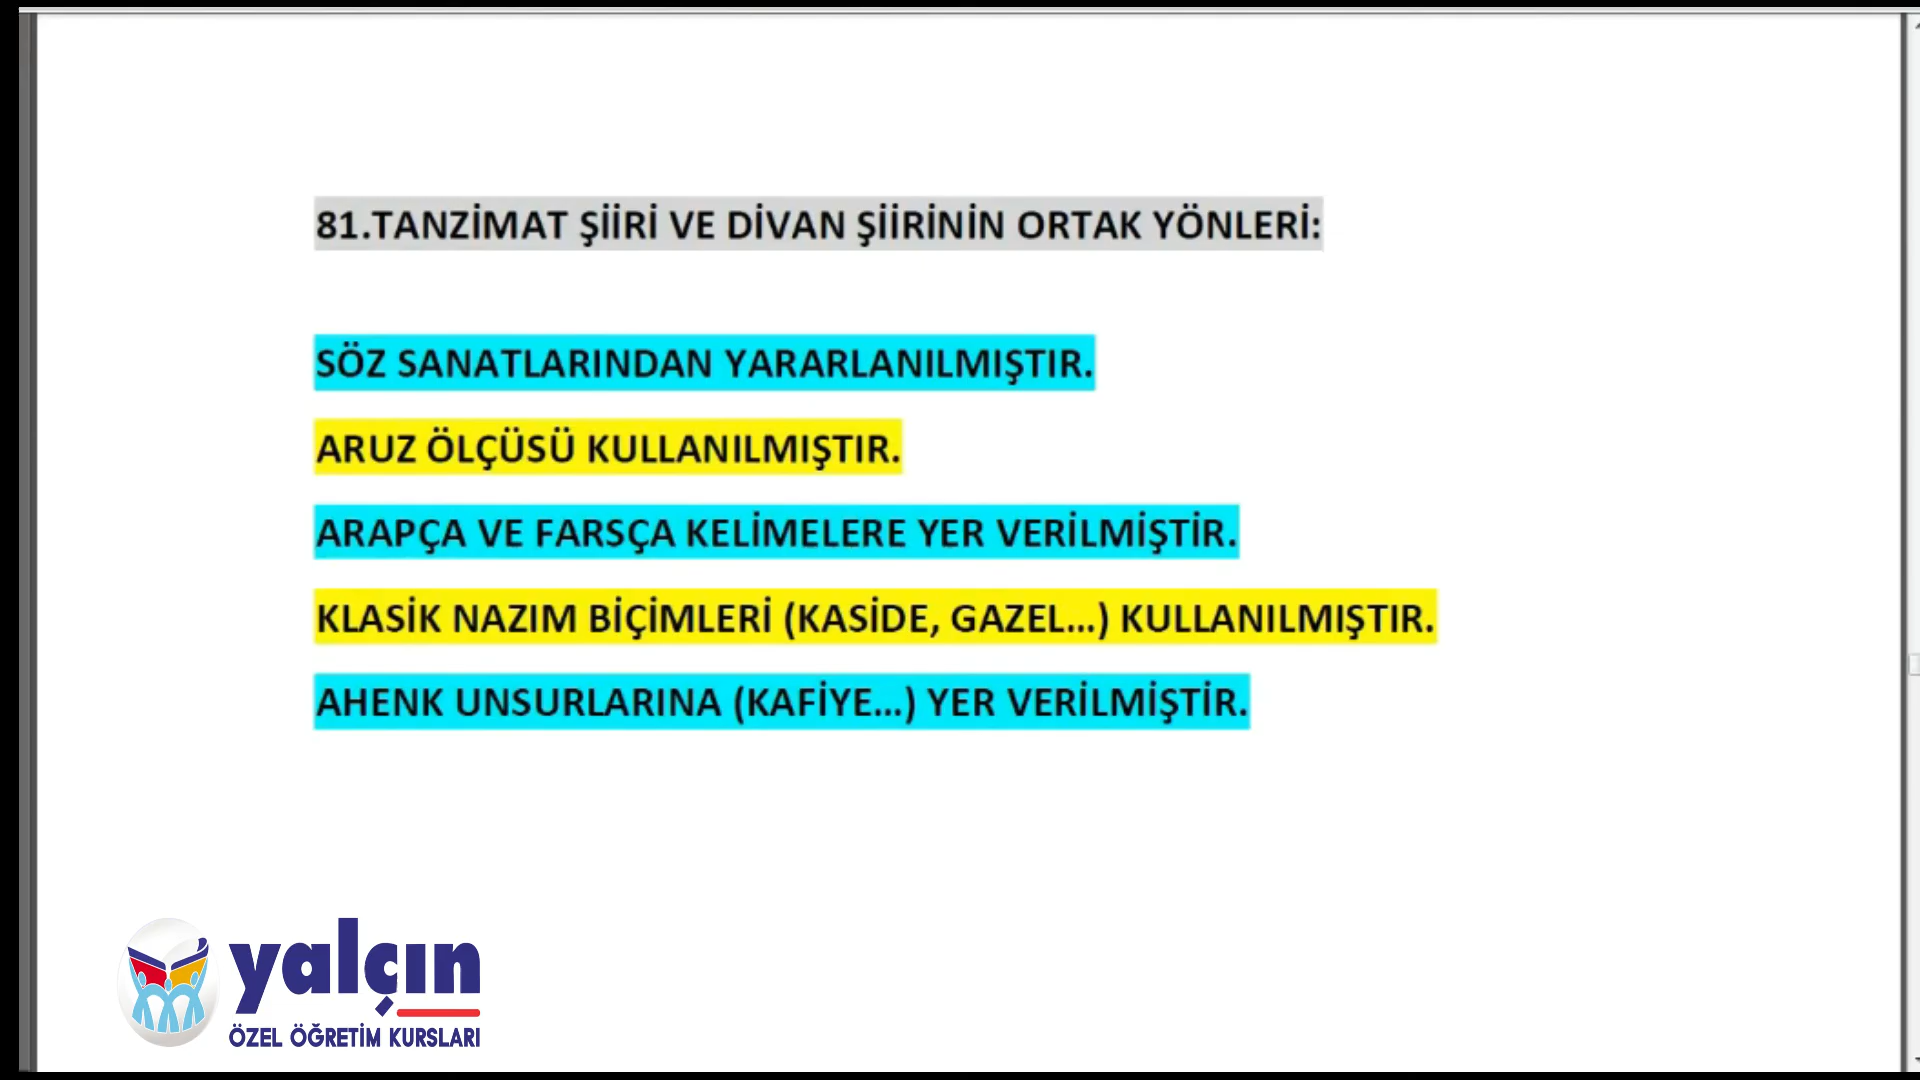 81.TANZİMAT ŞİİRİ VE DİVAN ŞİİRİNİN ORTAK YÖNLERİ:
SÖZ SANATLARINDAN YARARLANILMIŞTIR.
ARUZ ÖLÇÜSÜ KULLANILMIŞTIR.
ARAPÇA VE FARSÇA KELİMELERE YER VERİLMİŞTİR.
KLASİK NAZIM BİÇİMLERİ (KASİDE, GAZEL...) KULLANILMIŞTIR.
AHENK UNSURLARINA (KAFİYE...) YER VERİLMİŞTİR.
yalçın
ÖZEL ÖĞRETİM KURSLARI